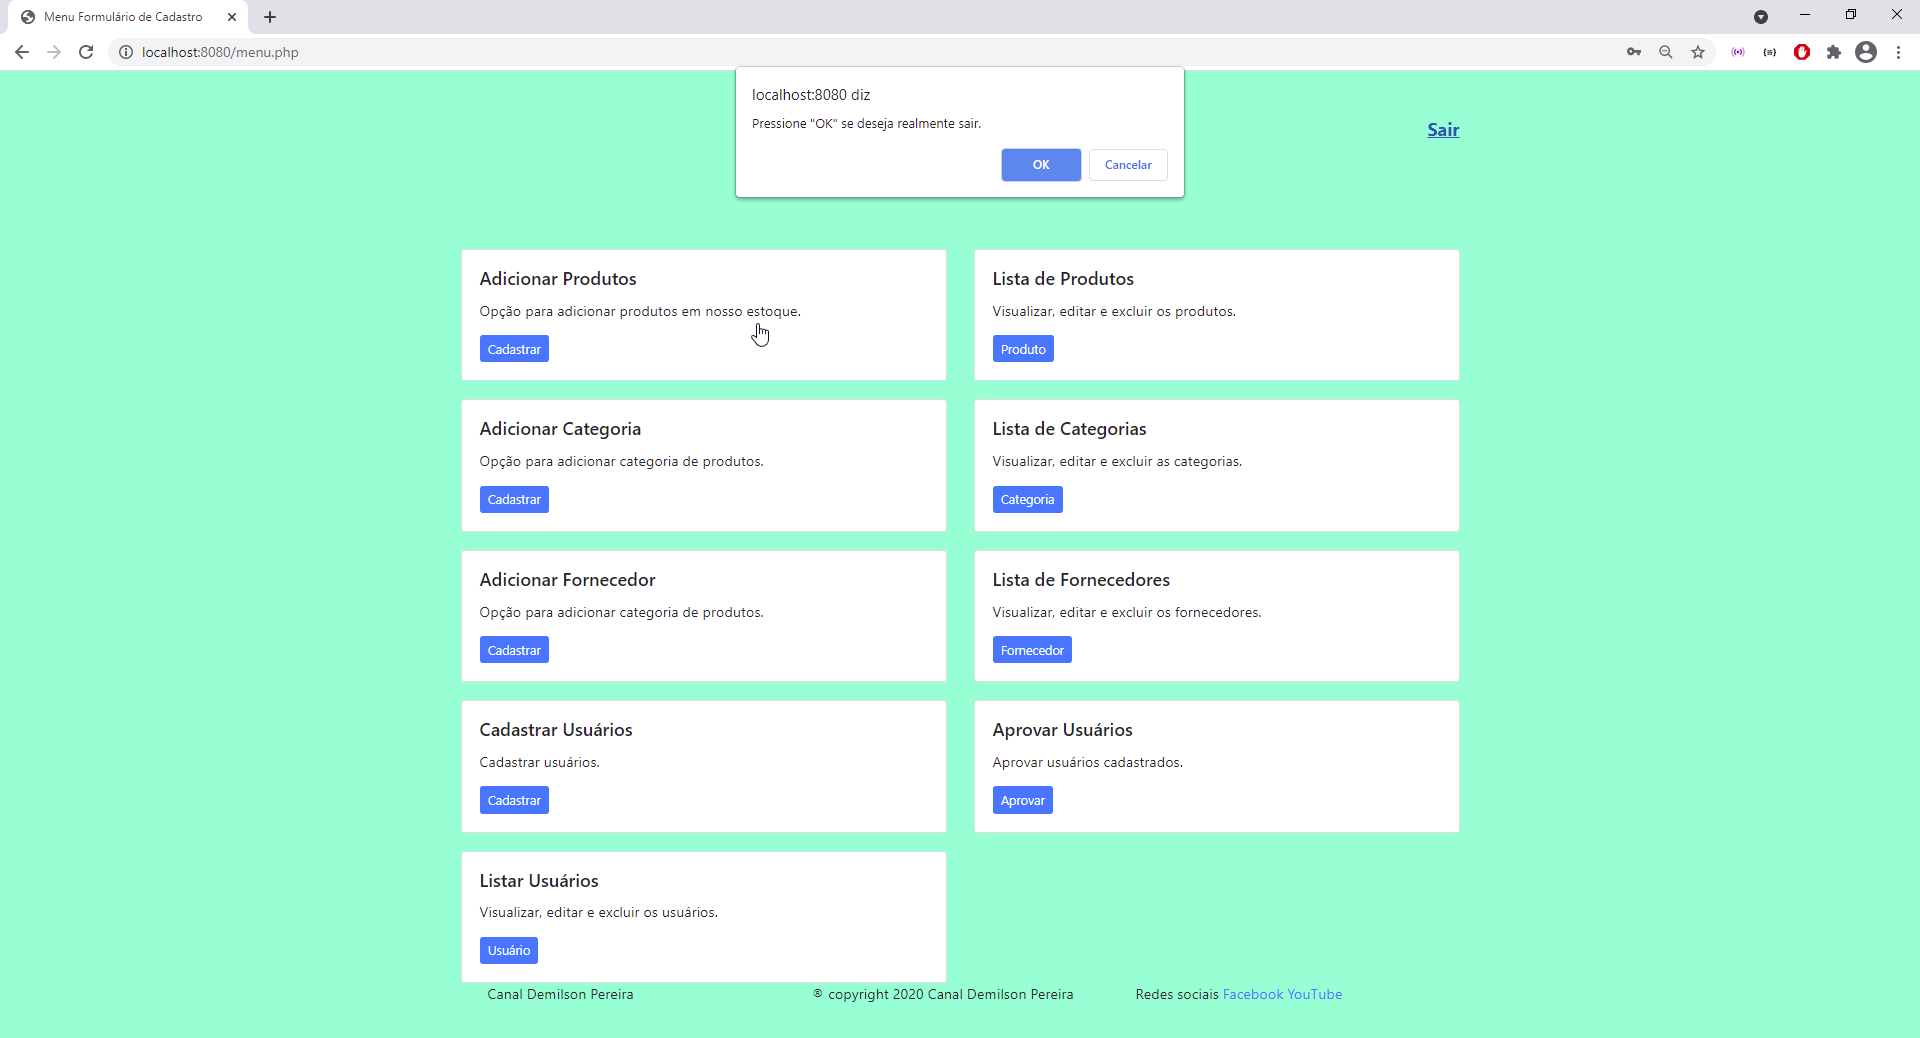 Menu Formulário de Cadastro
localhost:8080/menu.php
localhost:8080 diz
Pressione "OK" se deseja realmente sair.
OK
Cancelar
Sair
Adicionar Produtos
Opção para adicionar produtos em nosso estoque.
Cadastrar
Lista de Produtos
Visualizar, editar e excluir os produtos.
Produto
Adicionar Categoria
Opção para adicionar categoria de produtos.
Cadastrar
Lista de Categorias
Visualizar, editar e excluir as categorias.
Categoria
Adicionar Fornecedor
Opção para adicionar categoria de produtos.
Cadastrar
Lista de Fornecedores
Visualizar, editar e excluir os fornecedores.
Fornecedor
Cadastrar Usuários
Cadastrar usuários.
Cadastrar
Aprovar Usuários
Aprovar usuários cadastrados.
Aprovar
Listar Usuários
Visualizar, editar e excluir os usuários.
Usuário
Canal Demilson Pereira
® copyright 2020 Canal Demilson Pereira
Redes sociais Facebook YouTube